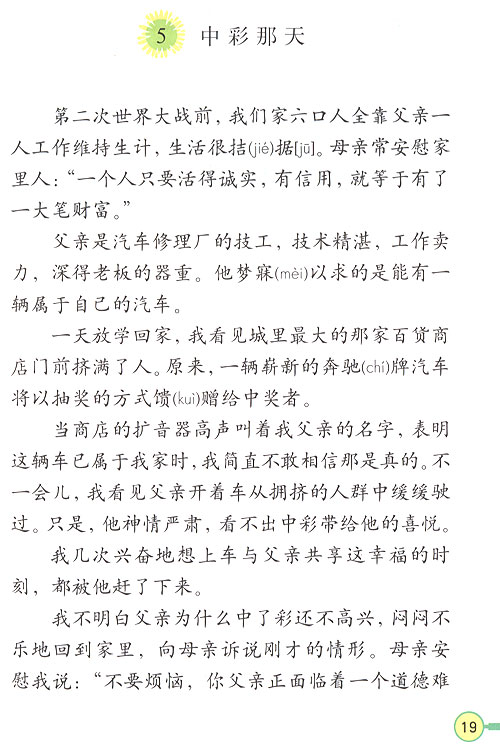 5 中彩那天
第二次世界大战前，我们家六口人全靠父亲一
人工作维持生计，生活很拮(jié)据[jū]。母亲常安慰家
里人：“一个人只要活得诚实，有信用，就等于有了
一大笔财富。”
父亲是汽车修理厂的技工，技术精湛，工作卖
力，深得老板的器重。他梦寐(mèi)以求的是能有一
辆属于自己的汽车。
一天放学回家，我看见城里最大的那家百货商
店门前挤满了人。原来，一辆崭新的奔驰(chí)牌汽车
将以抽奖的方式馈(kuì)赠给中奖者。
当商店的扩音器高声叫着我父亲的名字，表明
这辆车已属于我家时，我简直不敢相信那是真的。不
一会儿，我看见父亲开着车从拥挤的人群中缓缓驶
过。只是，他神情严肃，看不出中彩带给他的喜悦。
我几次兴奋地想上车与父亲共享这幸福的时
刻，都被他赶了下来。
我不明白父亲为什么中了彩还不高兴，闷闷不
乐地回到家里，向母亲诉说刚才的情形。母亲安
慰我说：“不要烦恼，你父亲正面临着一个道德难
19